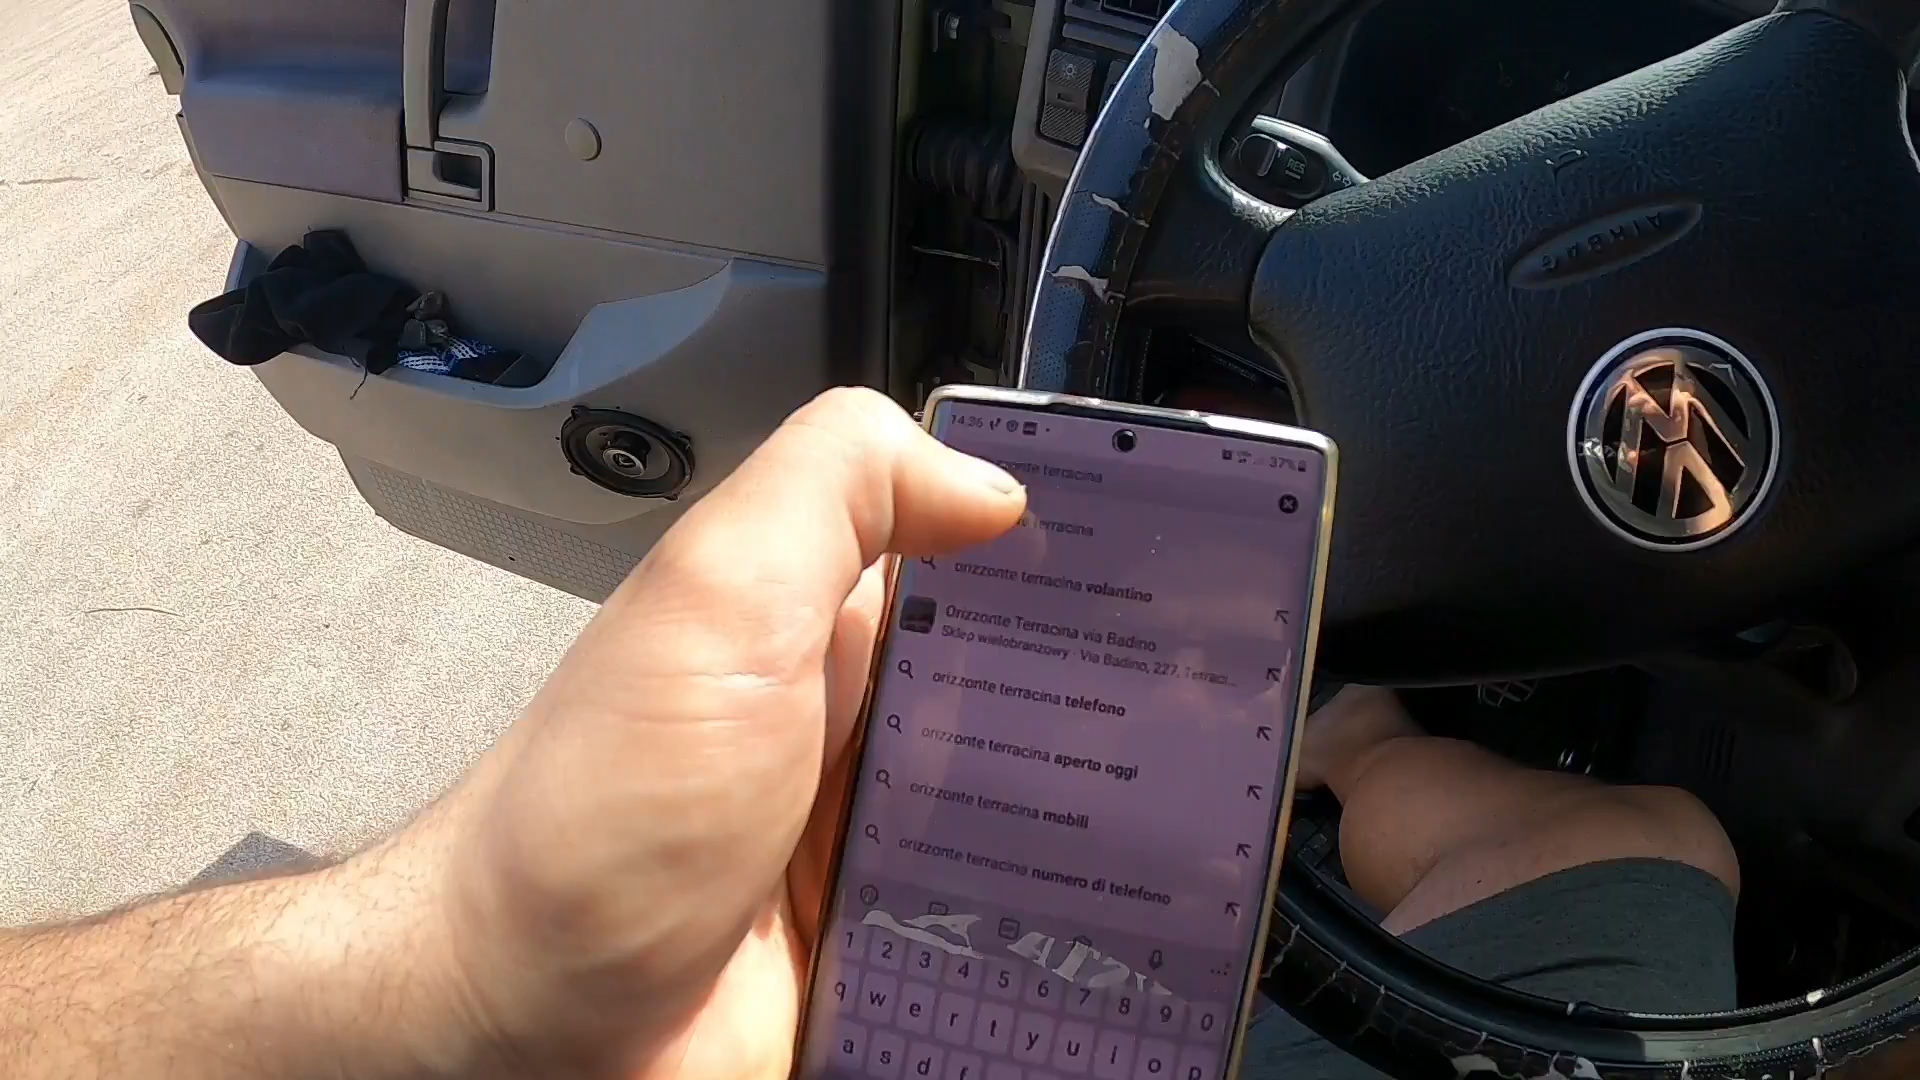 RES
AIRBAG
14:36
37%
terracina
terracina
orizzonte terracina volantino
Orizzonte Terracina via Badino
Sklep wielobranżowy · Via Badino, 227, Terraci...
orizzonte terracina telefono
orizzonte terracina aperto oggi
orizzonte terracina mobili
orizzonte terracina numero di telefono
1 2 3 4 5 6 7 8 9 0
q w e r t y u i o p
a s d f